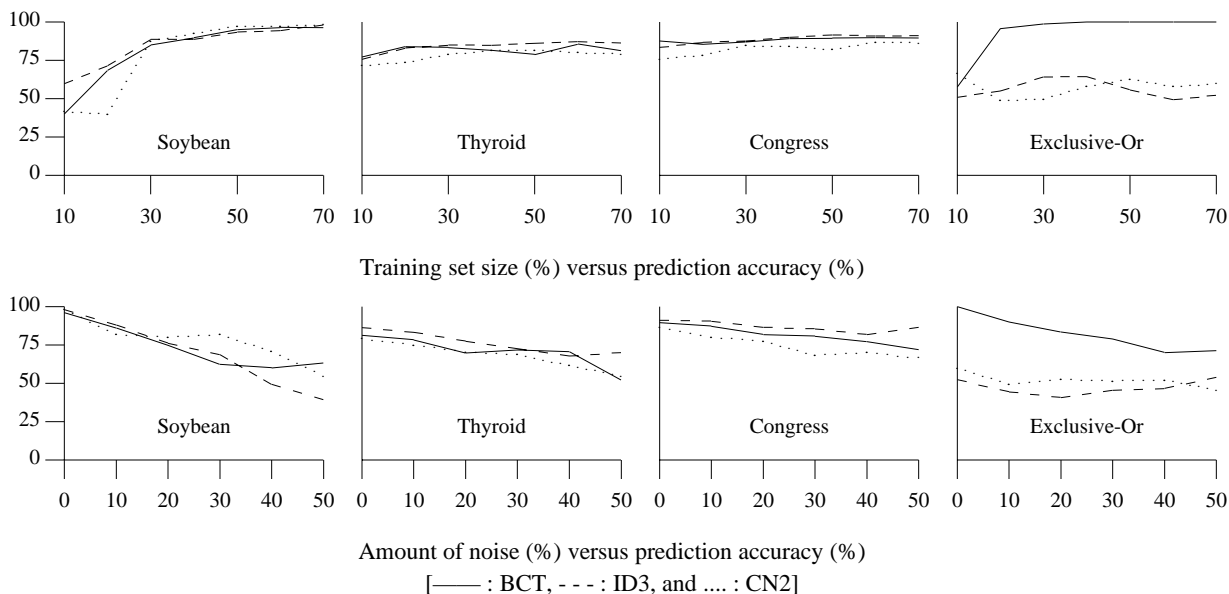 100
75
50
25
0
Soybean
Thyroid
Congress
Exclusive-Or
10 30 50 70 10 30 50 70 10 30 50 70 10 30 50 70
Training set size (%) versus prediction accuracy (%)
100
75
50
25
0
Soybean
Thyroid
Congress
Exclusive-Or
0 10 20 30 40 50 0 10 20 30 40 50 0 10 20 30 40 50 0 10 20 30 40 50
Amount of noise (%) versus prediction accuracy (%)
[—— : BCT, - - - : ID3, and .... : CN2]